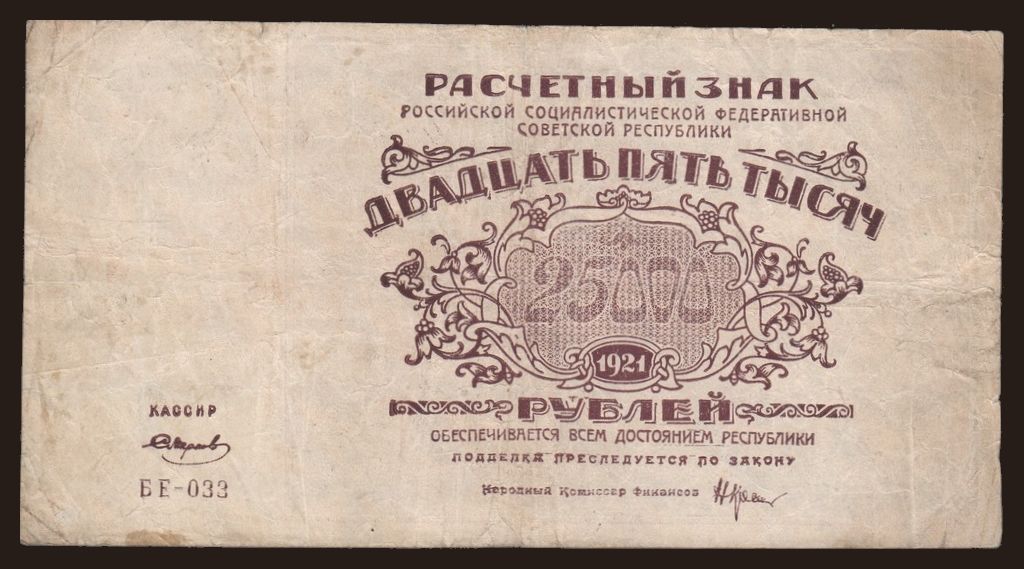 РАСЧЕТНЫЙ ЗНАК
РОССИЙСКОЙ СОЦИАЛИСТИЧЕСКОЙ ФЕДЕРАТИВНОЙ
СОВЕТСКОЙ РЕСПУБЛИКИ
ДВАДЦАТЬ ПЯТЬ ТЫСЯЧ
25000
1921
РУБЛЕЙ
ОБЕСПЕЧИВАЕТСЯ ВСЕМ ДОСТОЯНИЕМ РЕСПУБЛИКИ
ПОДДЕЛКА ПРЕСЛЕДУЕТСЯ ПО ЗАКОНУ
Народный Комиссар Финансов
КАССИР
БЕ-033